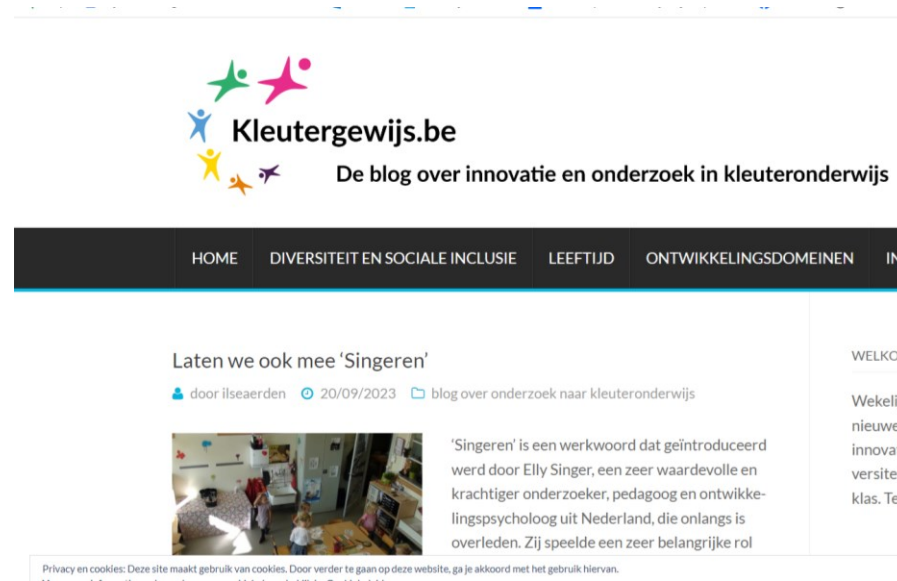 Kleutergewijs.be
De blog over innovatie en onderzoek in kleuteronderwijs
HOME DIVERSITEIT EN SOCIALE INCLUSIE LEEFTIJD ONTWIKKELINGSDOMEINEN
Laten we ook mee ‘Singeren’
door ilseaerden 20/09/2023 blog over onderzoek naar kleuteronderwijs
‘Singeren’ is een werkwoord dat geïntroduceerd
werd door Elly Singer, een zeer waardevolle en
krachtiger onderzoeker, pedagoog en ontwikke-
lingspsycholoog uit Nederland, die onlangs is
overleden. Zij speelde een zeer belangrijke rol
WELKO
Wekeli
nieuwe
innova
versite
klas. Te
Privacy en cookies: Deze site maakt gebruik van cookies. Door verder te gaan op deze website, ga je akkoord met het gebruik hiervan.